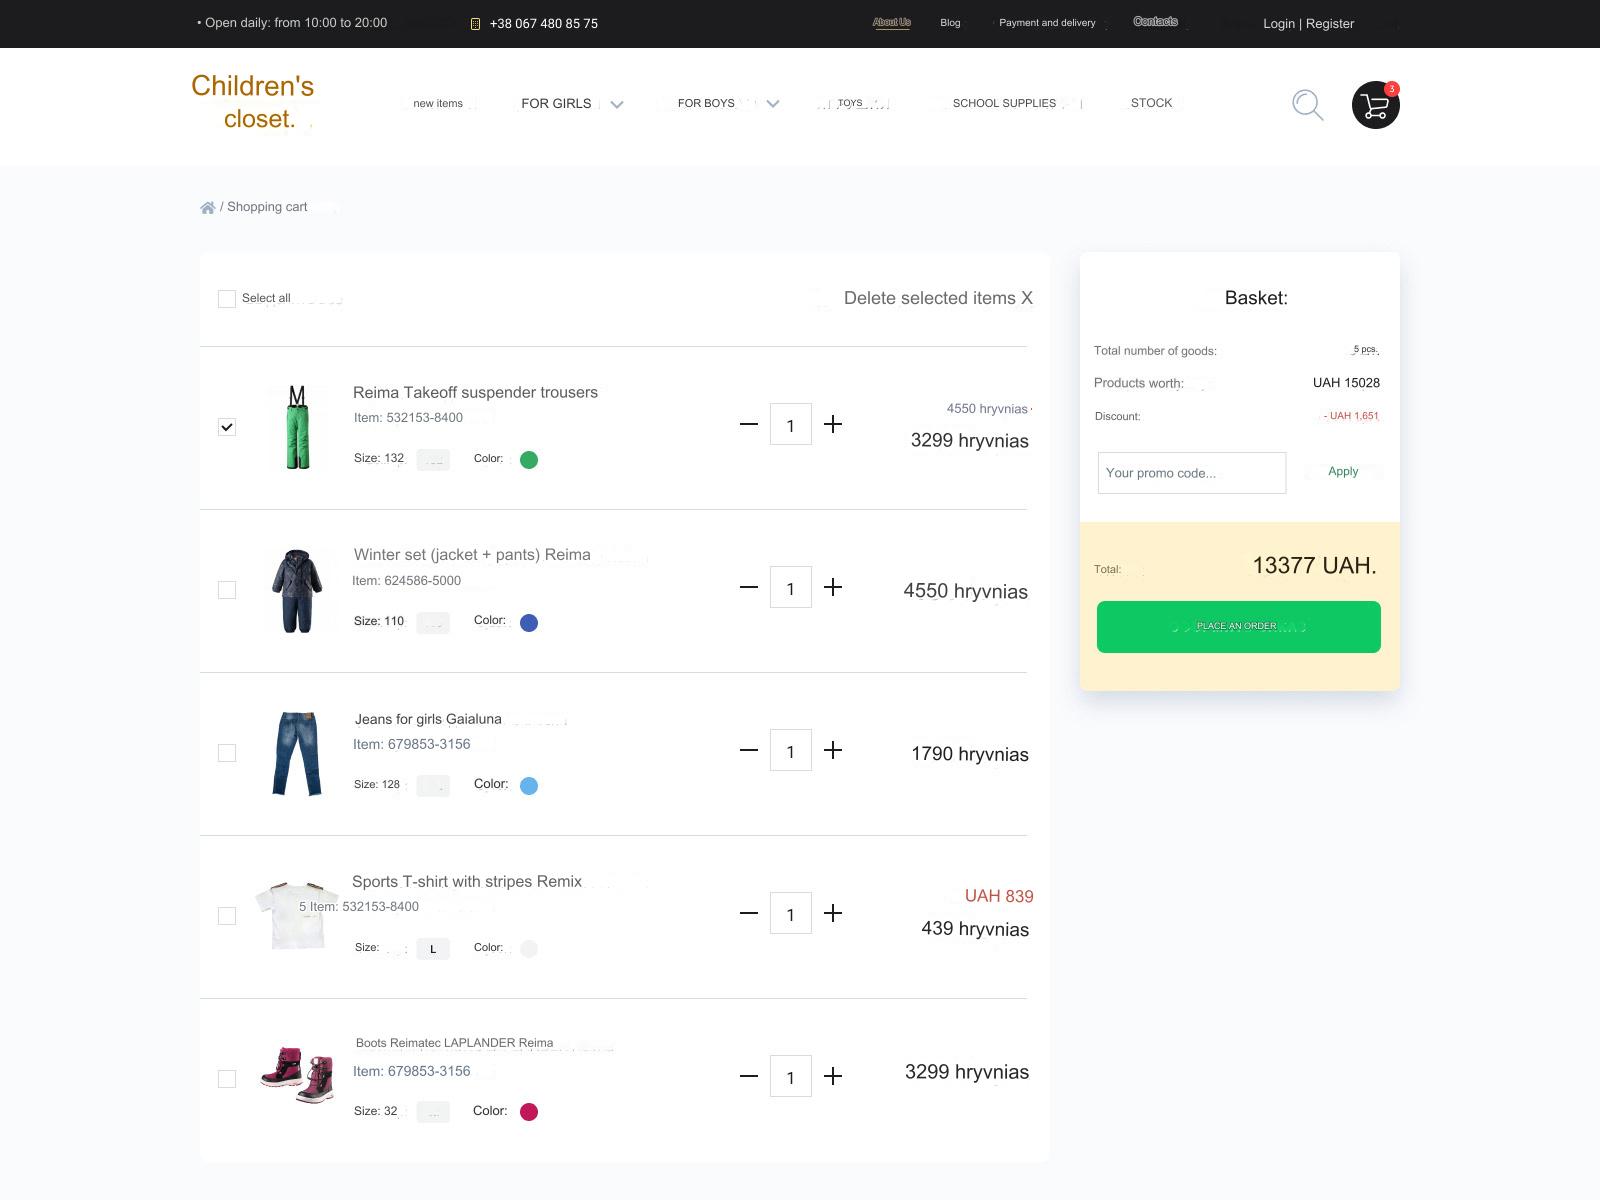 • Open daily: from 10:00 to 20:00
+38 067 480 85 75
About Us
Blog
Payment and delivery
Contacts
Login | Register
Children's
closet.
new items
FOR GIRLS
FOR BOYS
TOYS
SCHOOL SUPPLIES
STOCK
3
/ Shopping cart
Select all
Delete selected items X
Reima Takeoff suspender trousers
Item: 532153-8400
Size: 132
Color:
1
4550 hryvnias
3299 hryvnias
Winter set (jacket + pants) Reima
Item: 624586-5000
Size: 110
Color:
1
4550 hryvnias
Jeans for girls Gaialuna
Item: 679853-3156
Size: 128
Color:
1
1790 hryvnias
Sports T-shirt with stripes Remix
5 Item: 532153-8400
Size:
L
Color:
1
UAH 839
439 hryvnias
Boots Reimatec LAPLANDER Reima
Item: 679853-3156
Size: 32
Color:
1
3299 hryvnias
Basket:
Total number of goods:
5 pcs.
Products worth:
UAH 15028
Discount:
- UAH 1,651
Your promo code...
Apply
Total:
13377 UAH.
PLACE AN ORDER